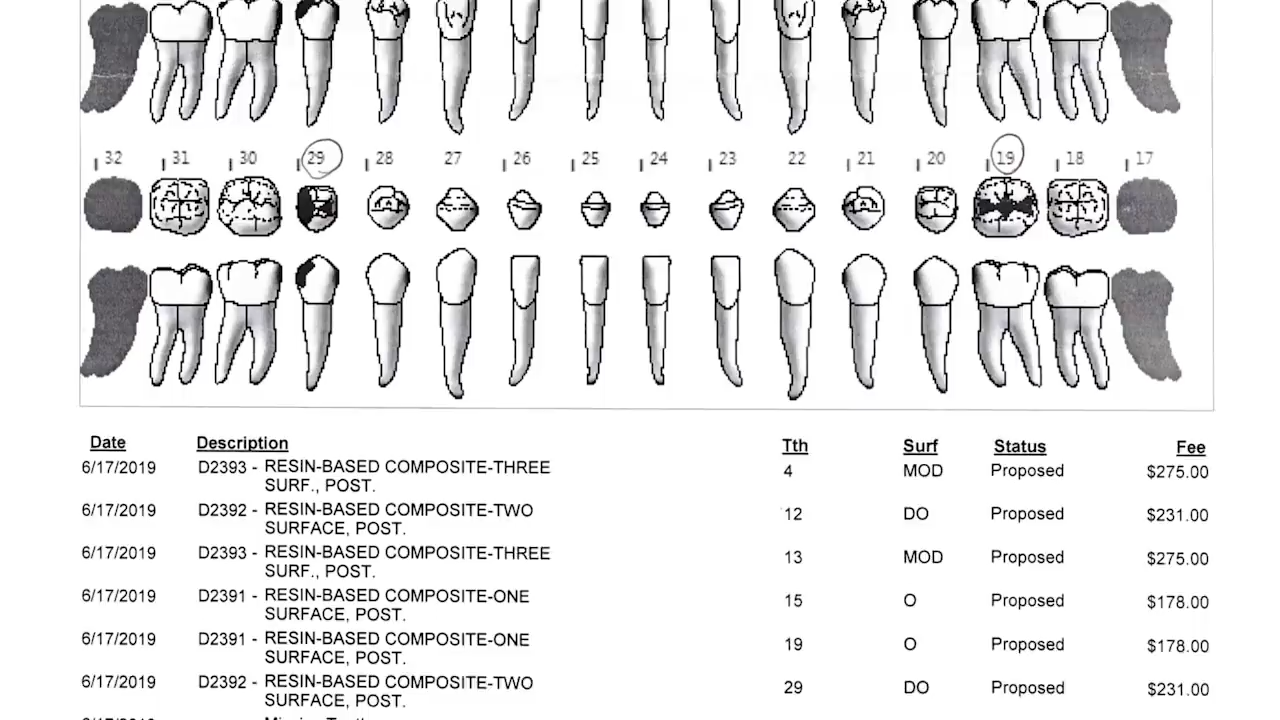 32 31 30 29 28 27 26 25 24 23 22 21 20 19 18 17
Date Description Tth Surf Status Fee
6/17/2019 D2393 - RESIN-BASED COMPOSITE-THREE 4 MOD Proposed $275.00
SURF., POST.
6/17/2019 D2392 - RESIN-BASED COMPOSITE-TWO 12 DO Proposed $231.00
SURFACE, POST.
6/17/2019 D2393 - RESIN-BASED COMPOSITE-THREE 13 MOD Proposed $275.00
SURF., POST.
6/17/2019 D2391 - RESIN-BASED COMPOSITE-ONE 15 O Proposed $178.00
SURFACE, POST.
6/17/2019 D2391 - RESIN-BASED COMPOSITE-ONE 19 O Proposed $178.00
SURFACE, POST.
6/17/2019 D2392 - RESIN-BASED COMPOSITE-TWO 29 DO Proposed $231.00
SURFACE, POST.